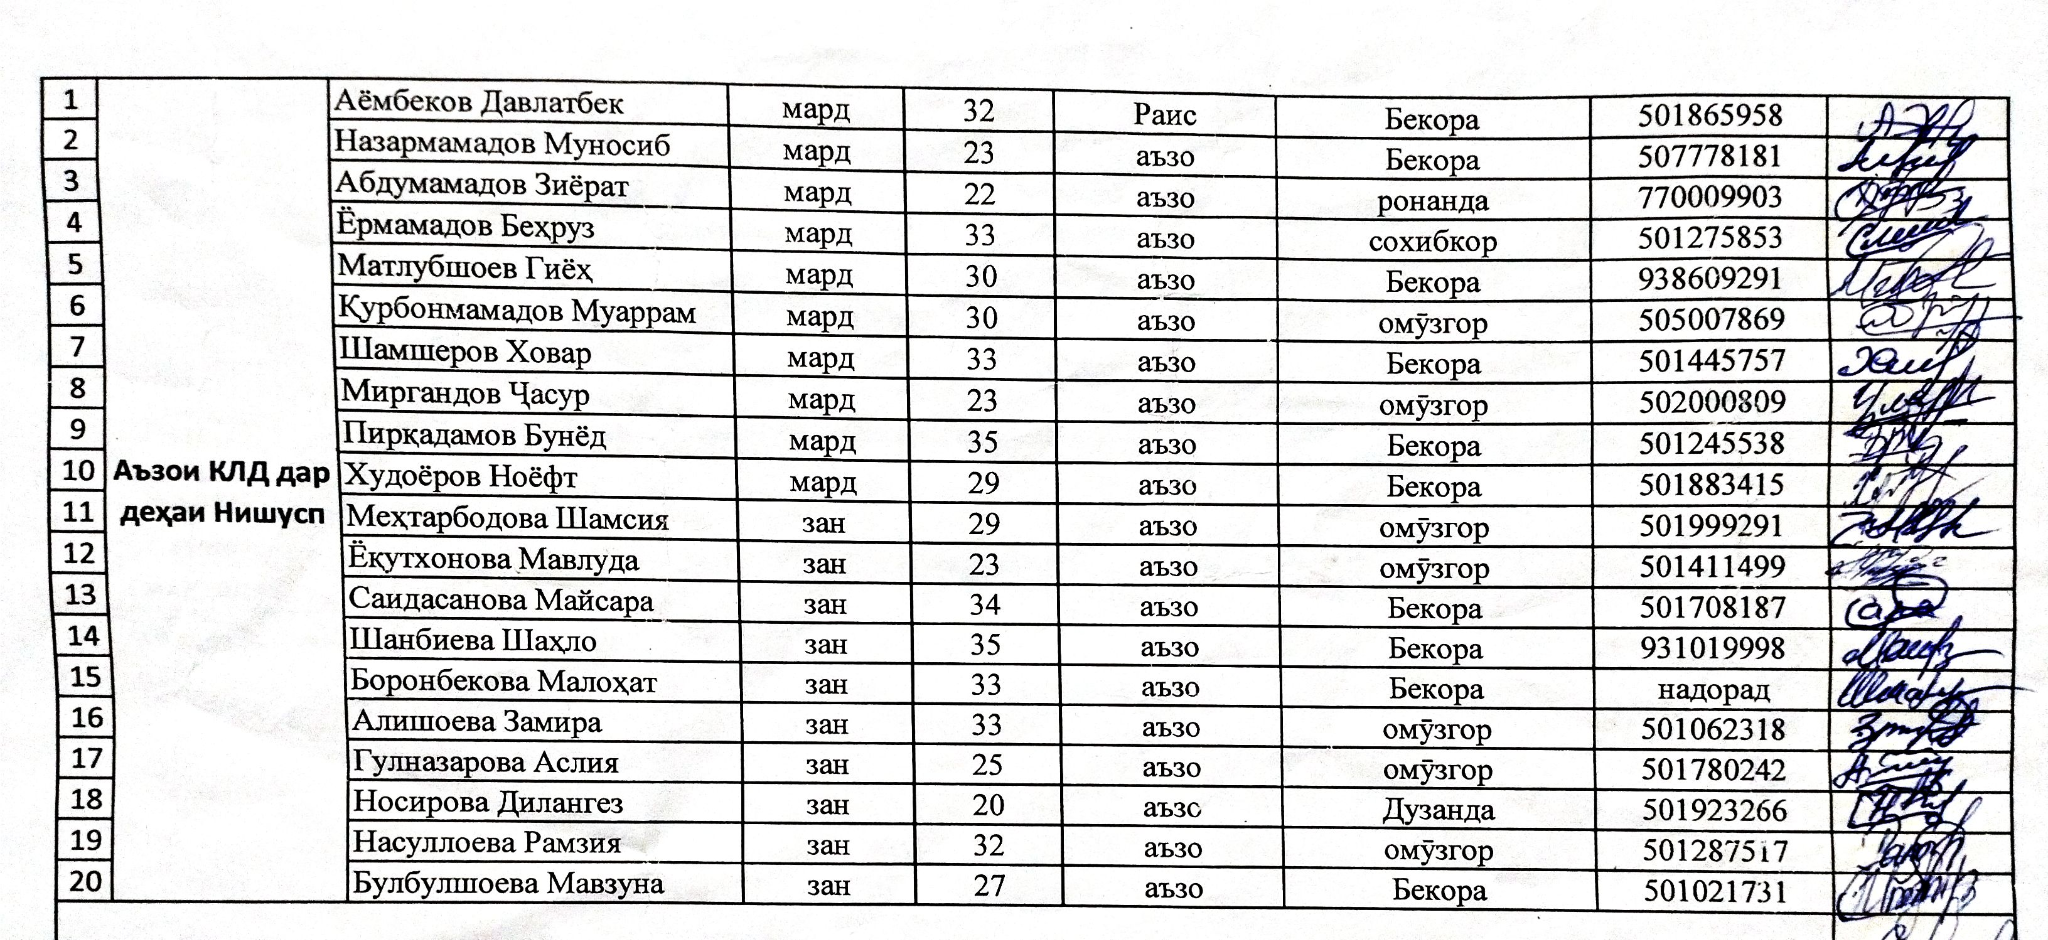 1 Аёмбеков Давлатбек мард 32 Раис Бекора 501865958
2 Назармамадов Муносиб мард 23 аъзо Бекора 507778181
3 Абдумамадов Зиёрат мард 22 аъзо ронанда 770009903
4 Ёрмамадов Беҳруз мард 33 аъзо сохибкор 501275853
5 Матлубшоев Гиёҳ мард 30 аъзо Бекора 938609291
6 Қурбонмамадов Муаррам мард 30 аъзо омӯзгор 505007869
7 Шамшеров Ховар мард 33 аъзо Бекора 501445757
8 Миргандов Ҷасур мард 23 аъзо омӯзгор 502000809
9 Пирқадамов Бунёд мард 35 аъзо Бекора 501245538
10 Аъзои КЛД дар Худоёров Ноёфт мард 29 аъзо Бекора 501883415
11 деҳаи Нишусп Меҳтарбодова Шамсия зан 29 аъзо омӯзгор 501999291
12 Ёқутхонова Мавлуда зан 23 аъзо омӯзгор 501411499
13 Саидасанова Майсара зан 34 аъзо Бекора 501708187
14 Шанбиева Шаҳло зан 35 аъзо Бекора 931019998
15 Боронбекова Малоҳат зан 33 аъзо Бекора надорад
16 Алишоева Замира зан 33 аъзо омӯзгор 501062318
17 Гулназарова Аслия зан 25 аъзо омӯзгор 501780242
18 Носирова Дилангез зан 20 аъзо Дузанда 501923266
19 Насуллоева Рамзия зан 32 аъзо омӯзгор 501287517
20 Булбулшоева Мавзуна зан 27 аъзо Бекора 501021731